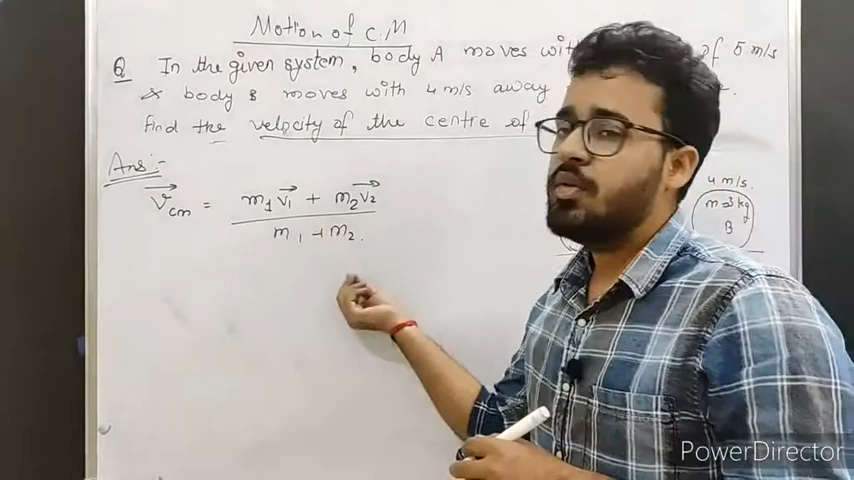 Motion of C.M
Q In the given system, body A moves with of 5 m/s
& body B moves with 4 m/s away
find the velocity of the centre of
Ans:-
v⃗cm = m1v⃗1 + m2v⃗2
m1 + m2.
4 m/s
m=3 kg
B
PowerDirector